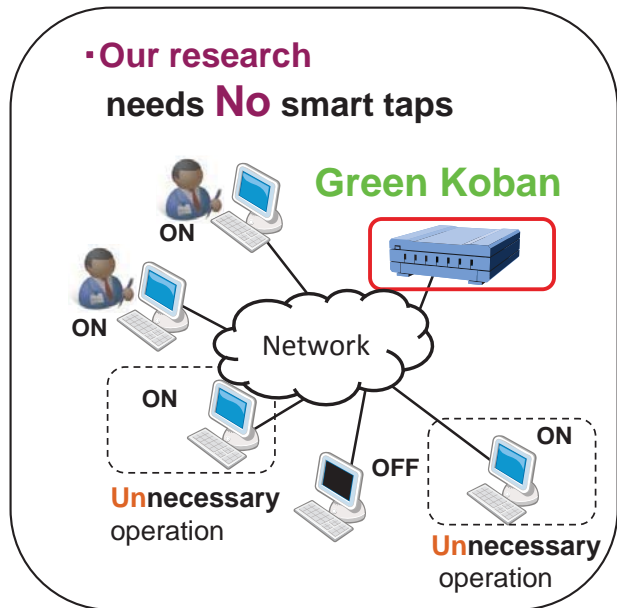 ・Our research
needs No smart taps
Green Koban
ON
ON
Network
ON
ON
OFF
Unnecessary
operation
Unnecessary
operation